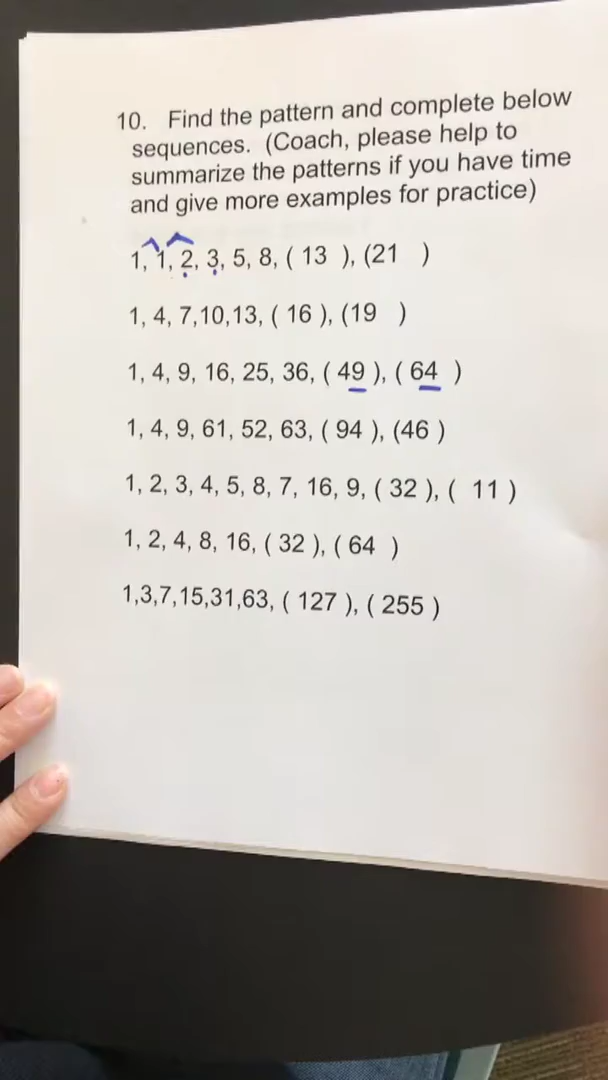 10. Find the pattern and complete below
sequences. (Coach, please help to
summarize the patterns if you have time
and give more examples for practice)
1, 1, 2, 3, 5, 8, ( 13 ), (21 )
1, 4, 7,10,13, ( 16 ), (19 )
1, 4, 9, 16, 25, 36, ( 49 ), ( 64 )
1, 4, 9, 61, 52, 63, ( 94 ), (46 )
1, 2, 3, 4, 5, 8, 7, 16, 9, ( 32 ), ( 11 )
1, 2, 4, 8, 16, ( 32 ), ( 64 )
1,3,7,15,31,63, ( 127 ), ( 255 )